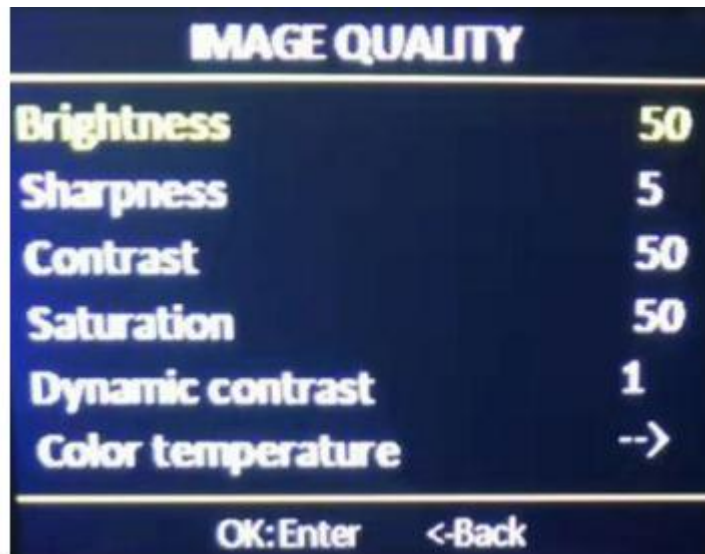 IMAGE QUALITY
Brightness 50
Sharpness 5
Contrast 50
Saturation 50
Dynamic contrast 1
Color temperature -->
OK:Enter <-Back